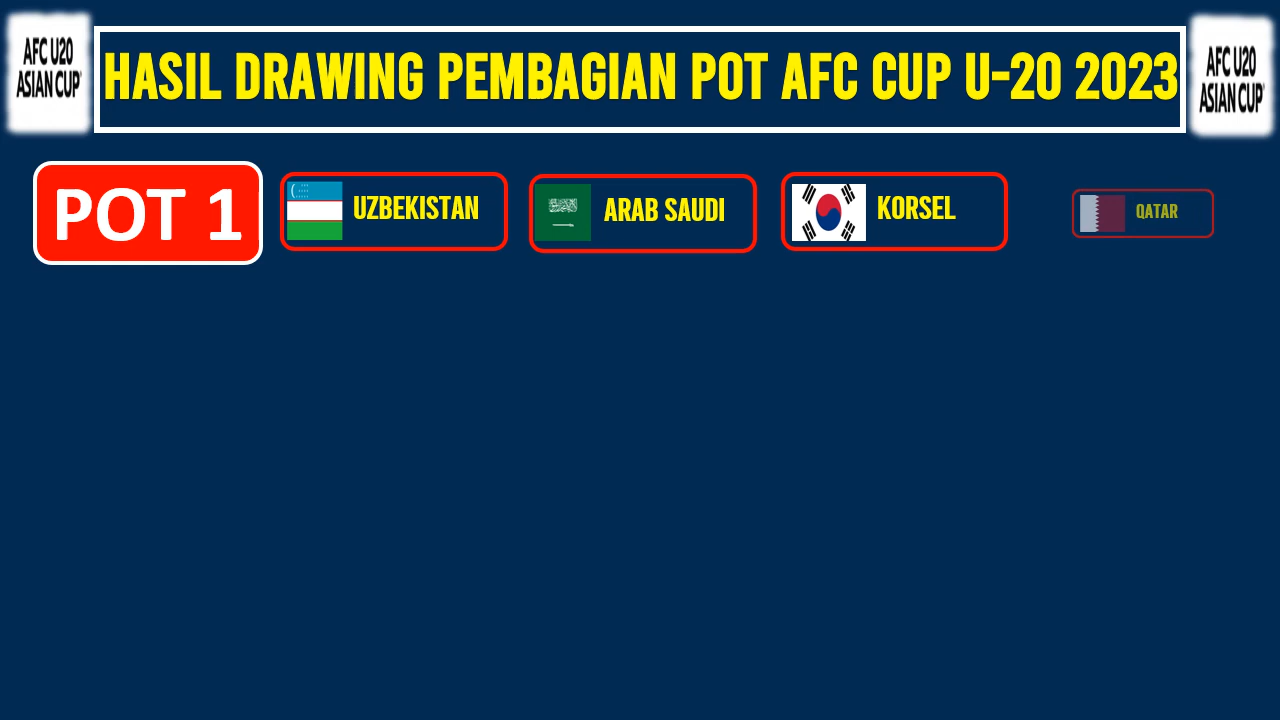 AFC U20
ASIAN CUP
HASIL DRAWING PEMBAGIAN POT AFC CUP U-20 2023
AFC U20
ASIAN CUP
POT 1
UZBEKISTAN
ARAB SAUDI
KORSEL
QATAR